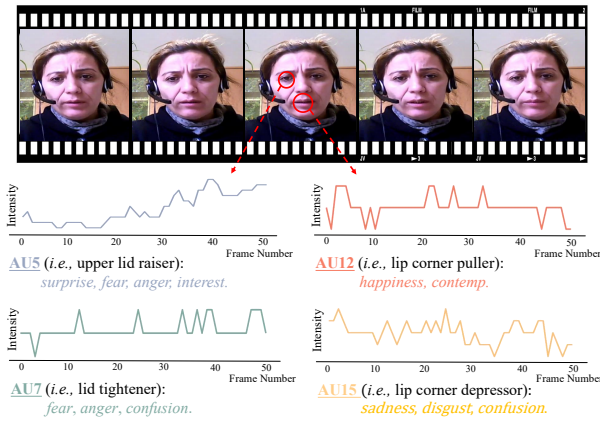 1A FILM 2
Intensity
0 10 20 30 40 50
Frame Number
AU5 (i.e., upper lid raiser):
surprise, fear, anger, interest.
Intensity
0 10 20 30 40 50
Frame Number
AU12 (i.e., lip corner puller):
happiness, contemp.
Intensity
0 10 20 30 40 50
Frame Number
AU7 (i.e., lid tightener):
fear, anger, confusion.
Intensity
0 10 20 30 40 50
Frame Number
AU15 (i.e., lip corner depressor):
sadness, disgust, confusion.